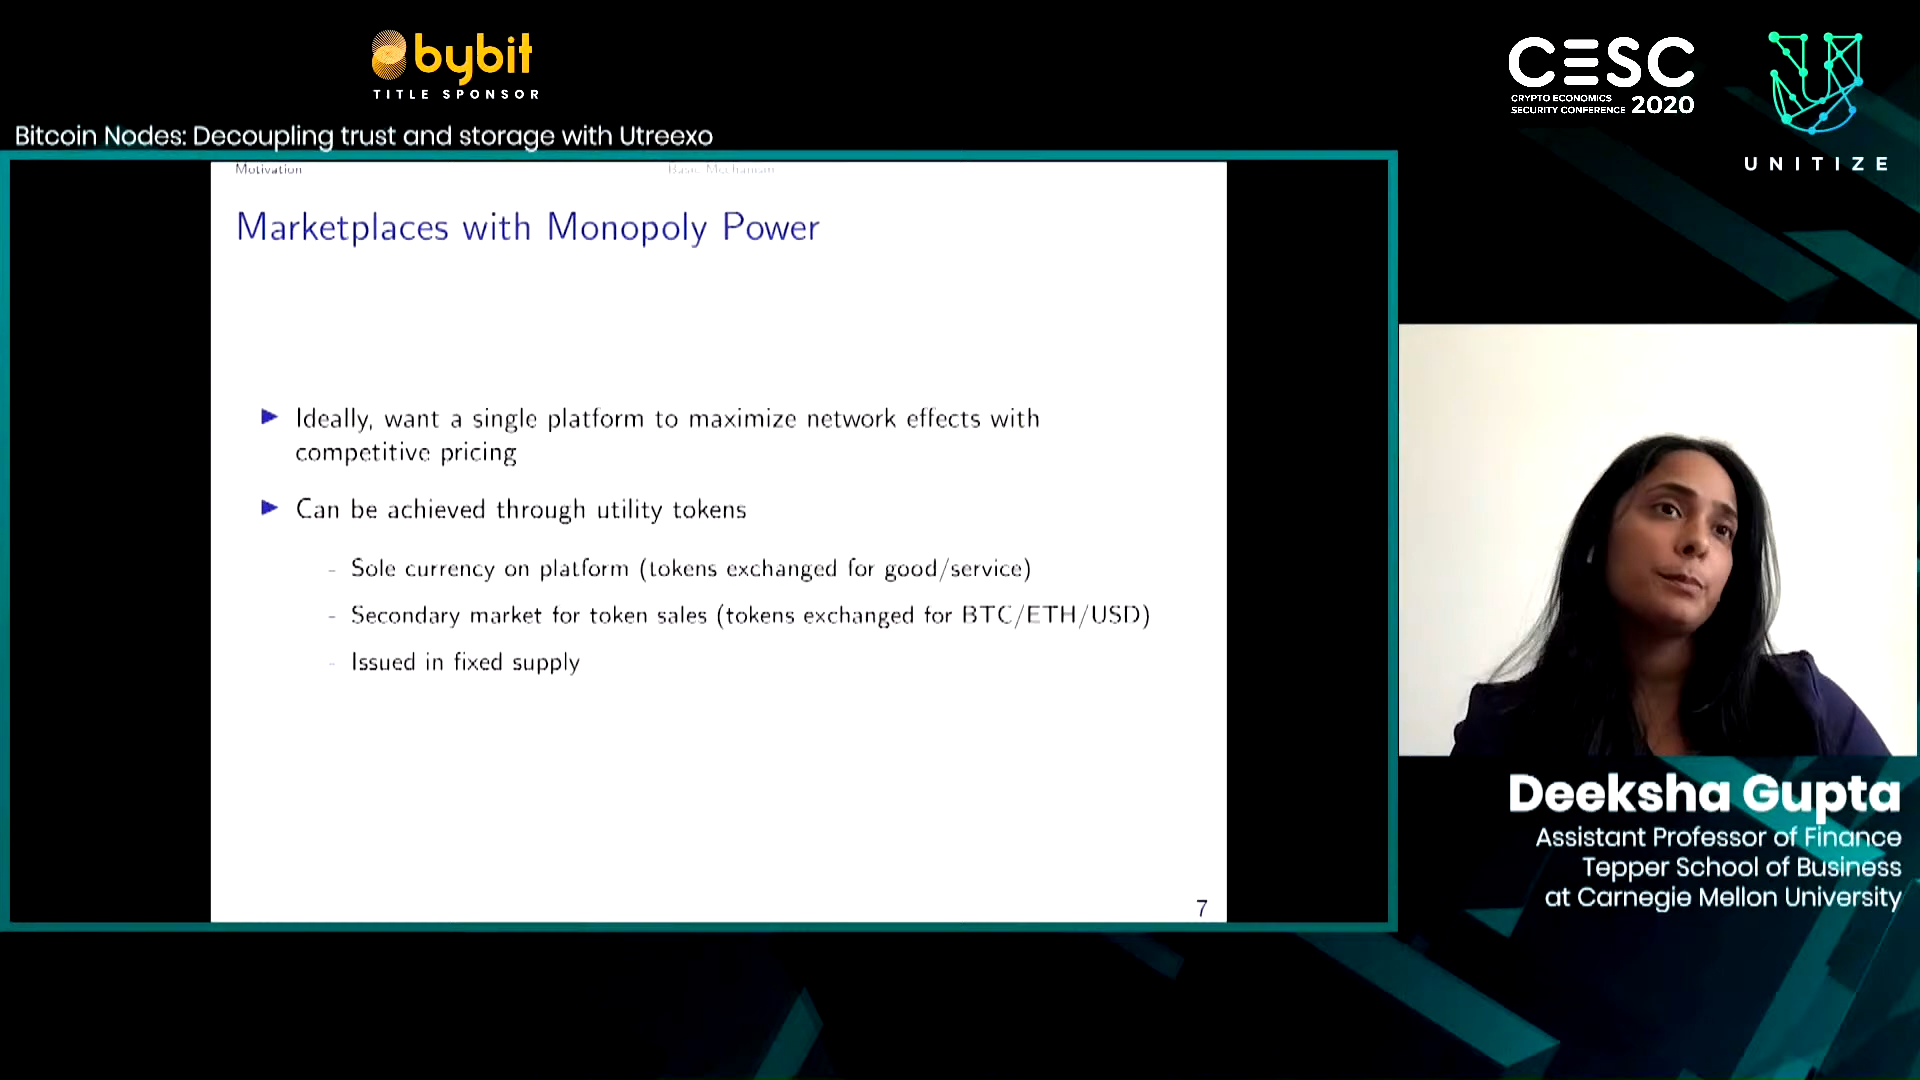 bybit
TITLE SPONSOR
CESC
CRYPTO ECONOMICS
SECURITY CONFERENCE 2020
UNITIZE
Bitcoin Nodes: Decoupling trust and storage with Utreexo
Motivation
Basic Mechanism
Marketplaces with Monopoly Power
Ideally, want a single platform to maximize network effects with
competitive pricing
Can be achieved through utility tokens
- Sole currency on platform (tokens exchanged for good/service)
- Secondary market for token sales (tokens exchanged for BTC/ETH/USD)
- Issued in fixed supply
7
Deeksha Gupta
Assistant Professor of Finance
Tepper School of Business
at Carnegie Mellon University